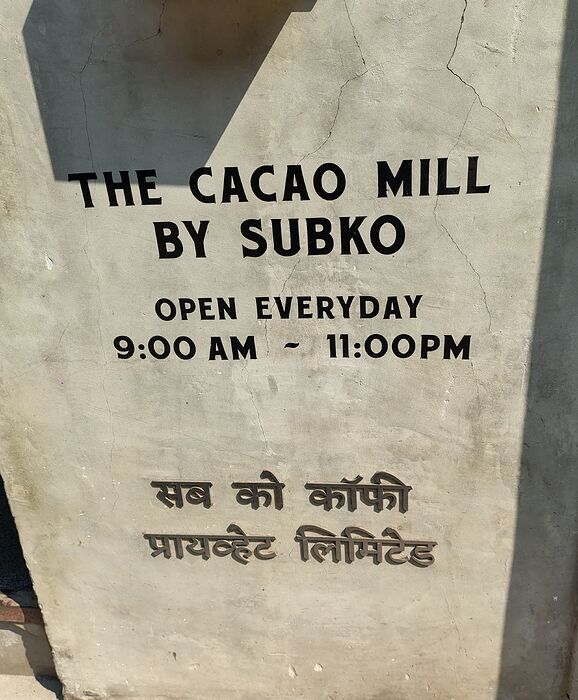 THE CACAO MILL
BY SUBKO
OPEN EVERYDAY
9:00 AM ~ 11:00PM
सब को कॉफी
प्रायव्हेट लिमिटेड